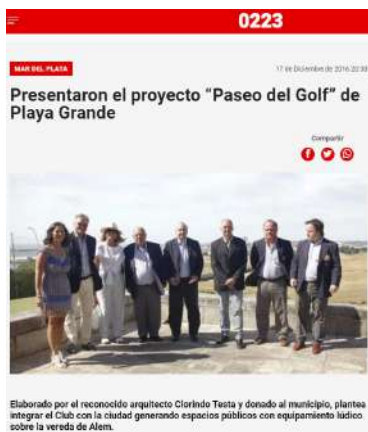 0223
MAR DEL PLATA
17 de Diciembre de 2016 22:30
Presentaron el proyecto “Paseo del Golf” de
Playa Grande
Compartir
Elaborado por el reconocido arquitecto Clorindo Testa y donado al municipio, plantea
integrar el Club con la ciudad generando espacios públicos con equipamiento lúdico
sobre la vereda de Alem.